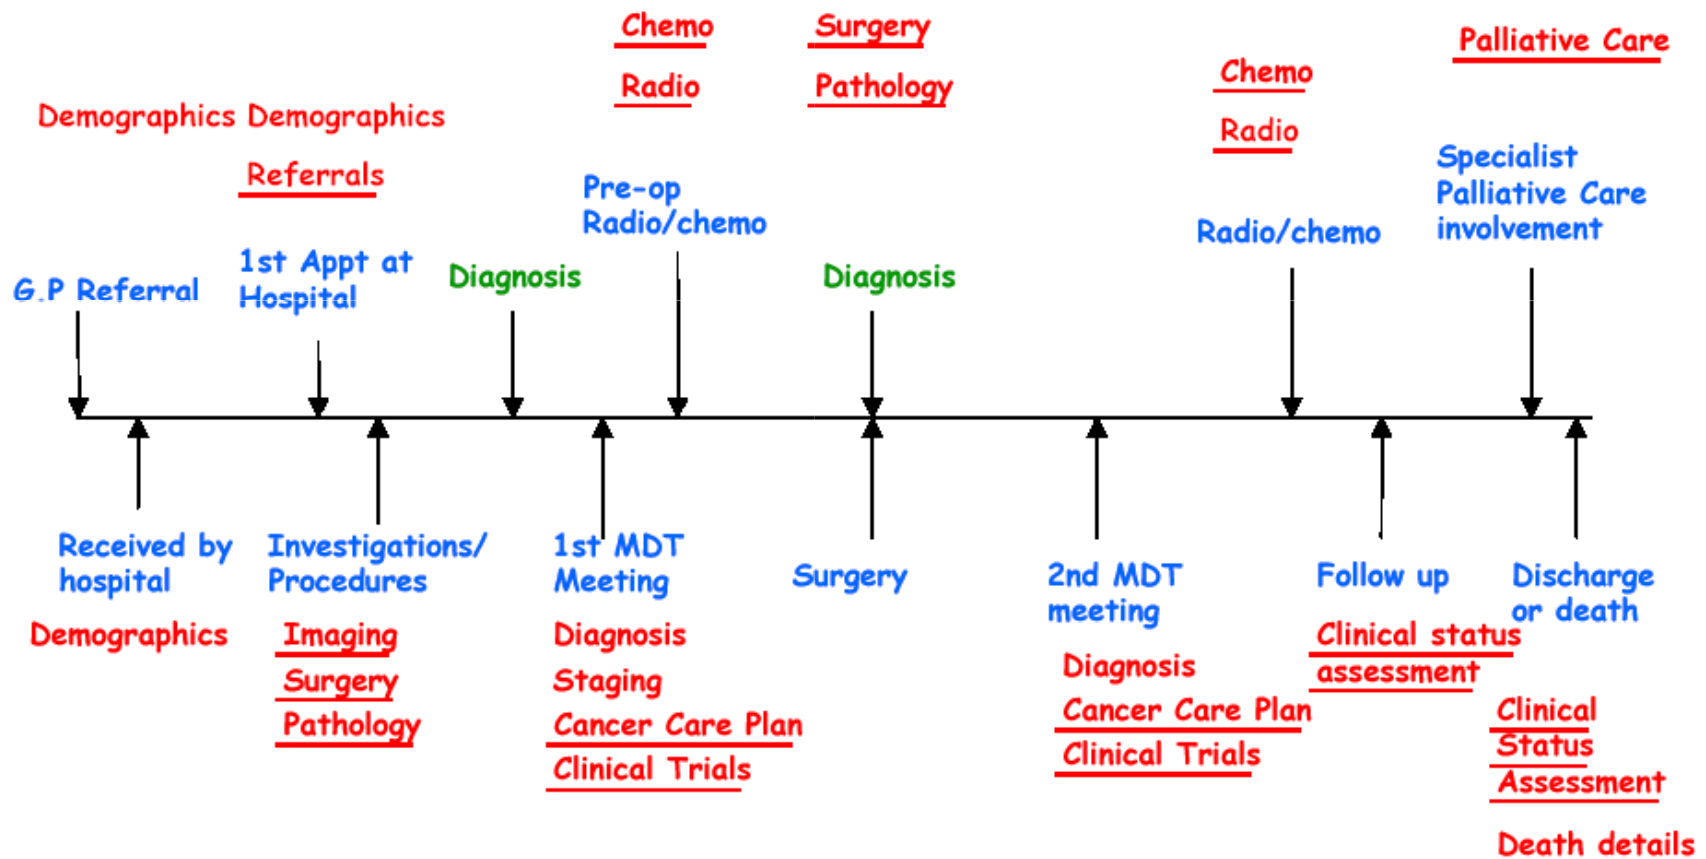 Chemo
Radio
Surgery
Pathology
Chemo
Radio
Palliative Care
Demographics
Demographics
Referrals
G.P Referral
1st Appt at
Hospital
Diagnosis
Pre-op
Radio/chemo
Diagnosis
Radio/chemo
Specialist
Palliative Care
involvement
Received by
hospital
Demographics
Investigations/
Procedures
Imaging
Surgery
Pathology
1st MDT
Meeting
Diagnosis
Staging
Cancer Care Plan
Clinical Trials
Surgery
2nd MDT
meeting
Diagnosis
Cancer Care Plan
Clinical Trials
Follow up
Clinical status
assessment
Discharge
or death
Clinical
Status
Assessment
Death details